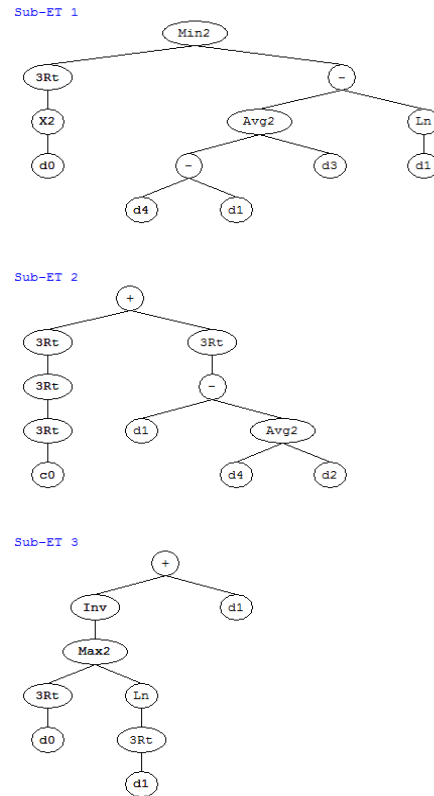 Sub-ET 1
Min2
3Rt -
X2 Avg2 Ln
d0 - d3 d1
d4 d1
Sub-ET 2
+
3Rt 3Rt
3Rt -
3Rt d1 Avg2
c0 d4 d2
Sub-ET 3
+
Inv d1
Max2
3Rt Ln
d0 3Rt
d1